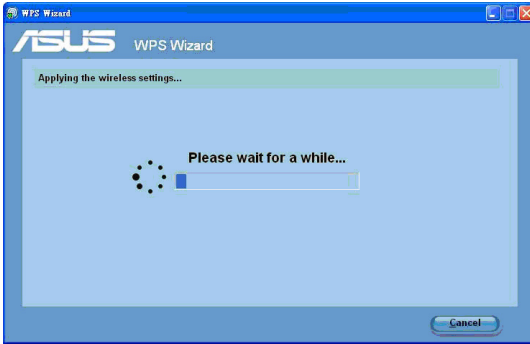 WPS Wizard
ASUS WPS Wizard
Applying the wireless settings...
Please wait for a while...
Cancel